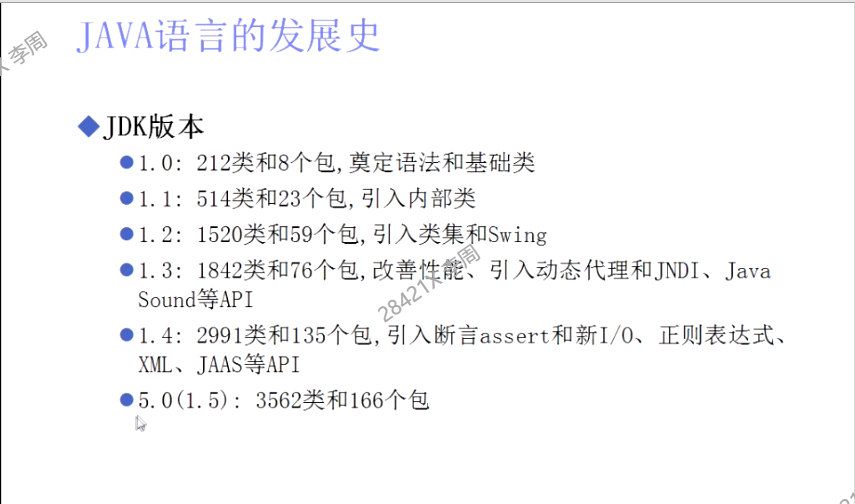 JAVA语言的发展史
李周
JDK版本
1.0: 212类和8个包,奠定语法和基础类
1.1: 514类和23个包,引入内部类
1.2: 1520类和59个包,引入类集和Swing
1.3: 1842类和76个包,改善性能、引入动态代理和JNDI、Java
Sound等API
28421X 李周
1.4: 2991类和135个包,引入断言assert和新I/O、正则表达式、
XML、JAAS等API
5.0(1.5): 3562类和166个包